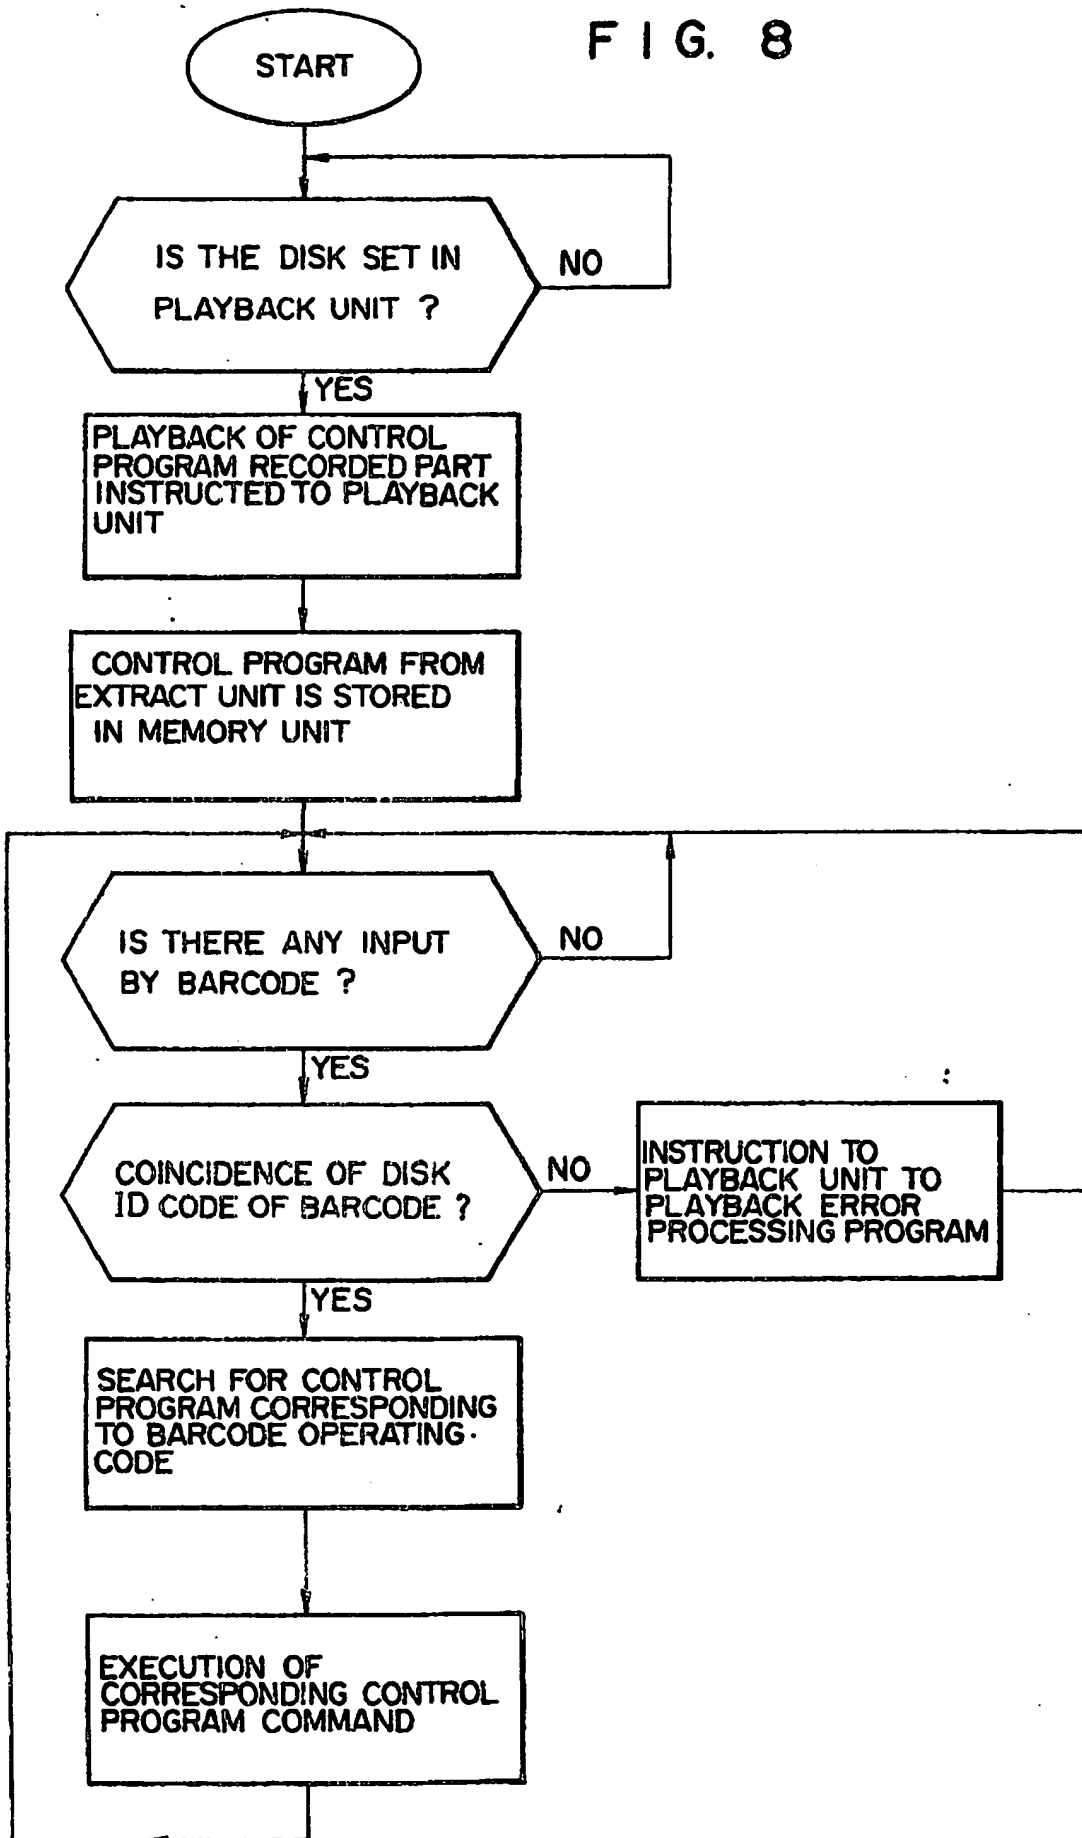 FIG. 8
START
IS THE DISK SET IN
PLAYBACK UNIT ?
NO
YES
PLAYBACK OF CONTROL
PROGRAM RECORDED PART
INSTRUCTED TO PLAYBACK
UNIT
CONTROL PROGRAM FROM
EXTRACT UNIT IS STORED
IN MEMORY UNIT
IS THERE ANY INPUT
BY BARCODE ?
NO
YES
COINCIDENCE OF DISK
ID CODE OF BARCODE ?
NO
INSTRUCTION TO
PLAYBACK UNIT TO
PLAYBACK ERROR
PROCESSING PROGRAM
YES
SEARCH FOR CONTROL
PROGRAM CORRESPONDING
TO BARCODE OPERATING
CODE
EXECUTION OF
CORRESPONDING CONTROL
PROGRAM COMMAND